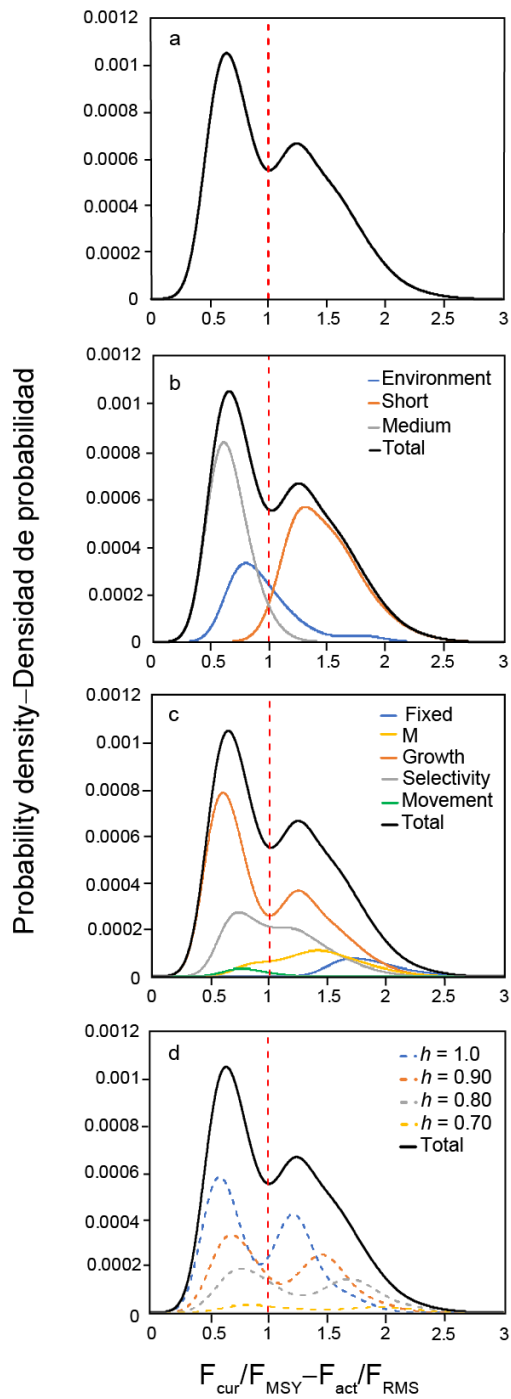 Probability density–Densidad de probabilidad
a
0.0012
0.001
0.0008
0.0006
0.0004
0.0002
0
0 0.5 1 1.5 2 2.5 3
b
0.0012
0.001
0.0008
0.0006
0.0004
0.0002
0
Environment
Short
Medium
Total
0 0.5 1 1.5 2 2.5 3
c
0.0012
0.001
0.0008
0.0006
0.0004
0.0002
0
Fixed
M
Growth
Selectivity
Movement
Total
0 0.5 1 1.5 2 2.5 3
d
0.0012
0.001
0.0008
0.0006
0.0004
0.0002
0
h = 1.0
h = 0.90
h = 0.80
h = 0.70
Total
0 0.5 1 1.5 2 2.5 3
F_cur/F_MSY–F_act/F_RMS